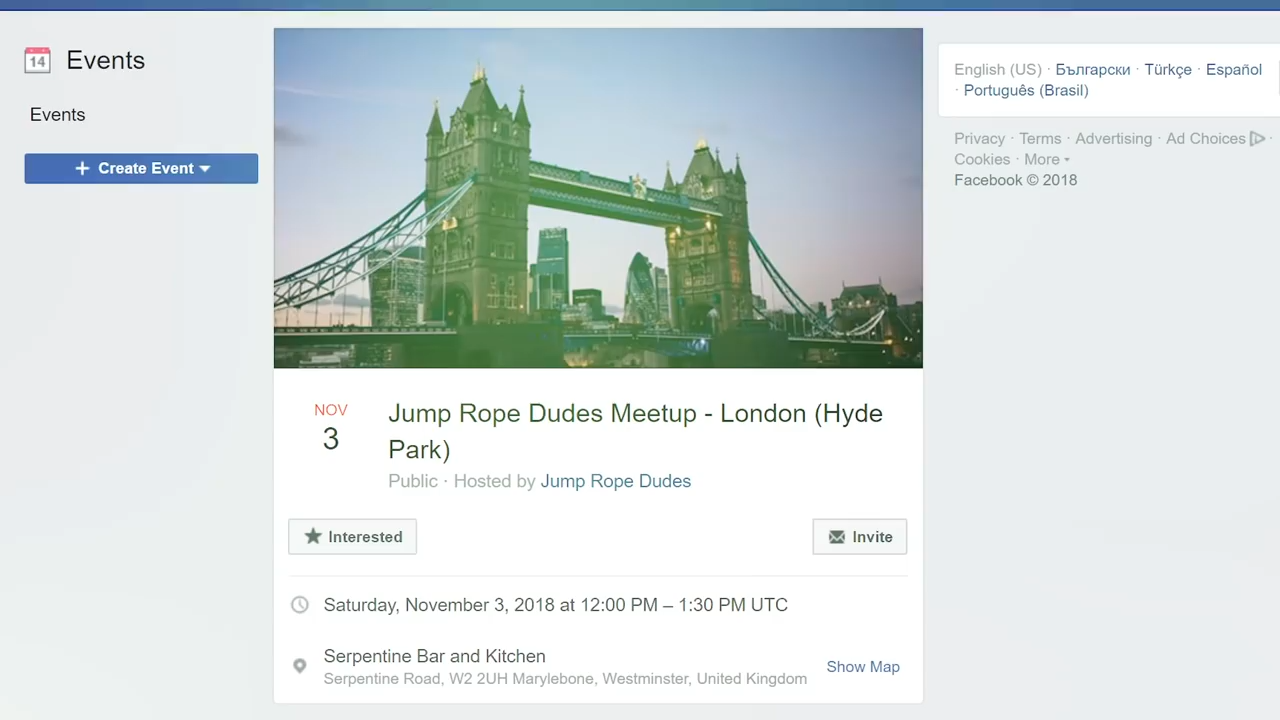 14
Events
Events
+ Create Event
NOV
3
Jump Rope Dudes Meetup - London (Hyde
Park)
Public · Hosted by Jump Rope Dudes
Interested
Invite
Saturday, November 3, 2018 at 12:00 PM – 1:30 PM UTC
Serpentine Bar and Kitchen
Serpentine Road, W2 2UH Marylebone, Westminster, United Kingdom
Show Map
English (US) · Български · Türkçe · Español
· Português (Brasil)
Privacy · Terms · Advertising · Ad Choices ·
Cookies · More
Facebook © 2018